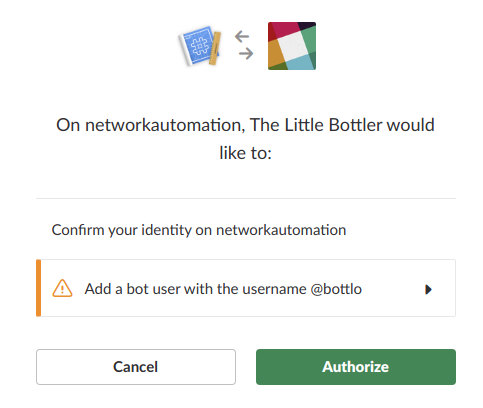 On networkautomation, The Little Bottler would
like to:
Confirm your identity on networkautomation
Add a bot user with the username @bottlo
Cancel
Authorize